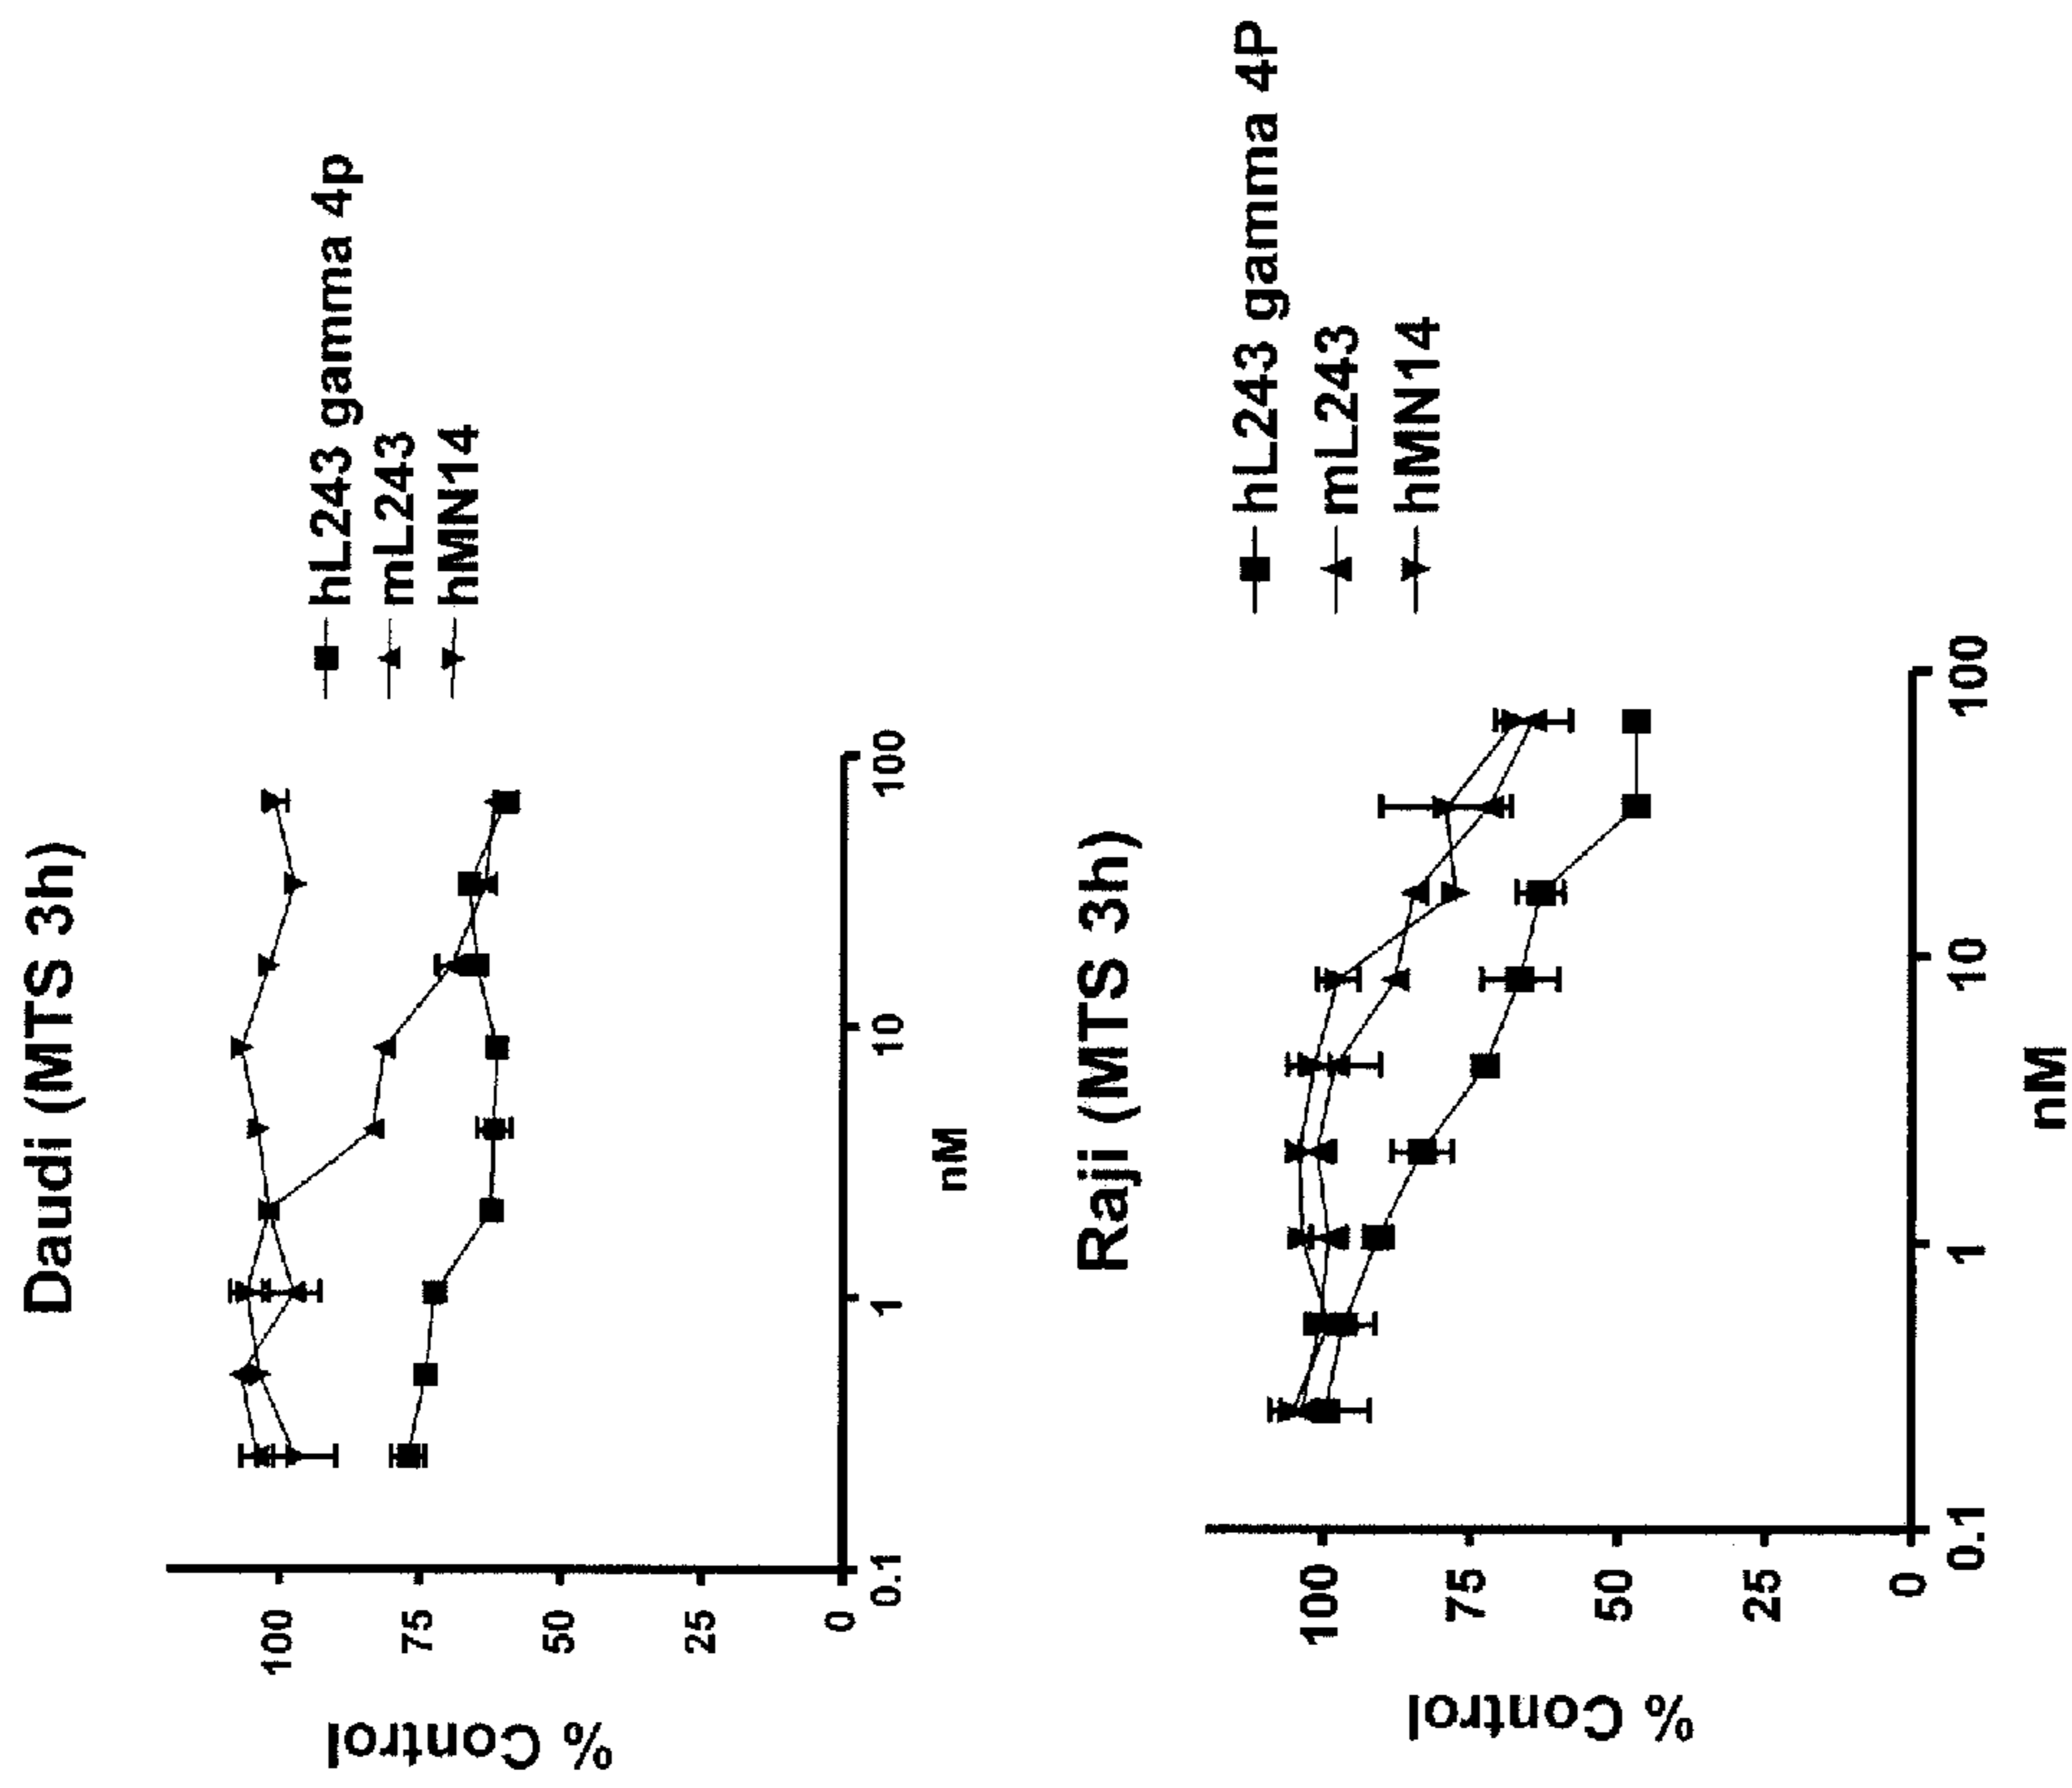 Daudi (MTS 3h)
% Control
100
75
50
25
0
0.1
1
10
100
nM
hL243 gamma 4p
mL243
hMN14
Raji (MTS 3h)
% Control
100
75
50
25
0
0.1
1
10
100
nM
hL243 gamma 4P
mL243
hMN14